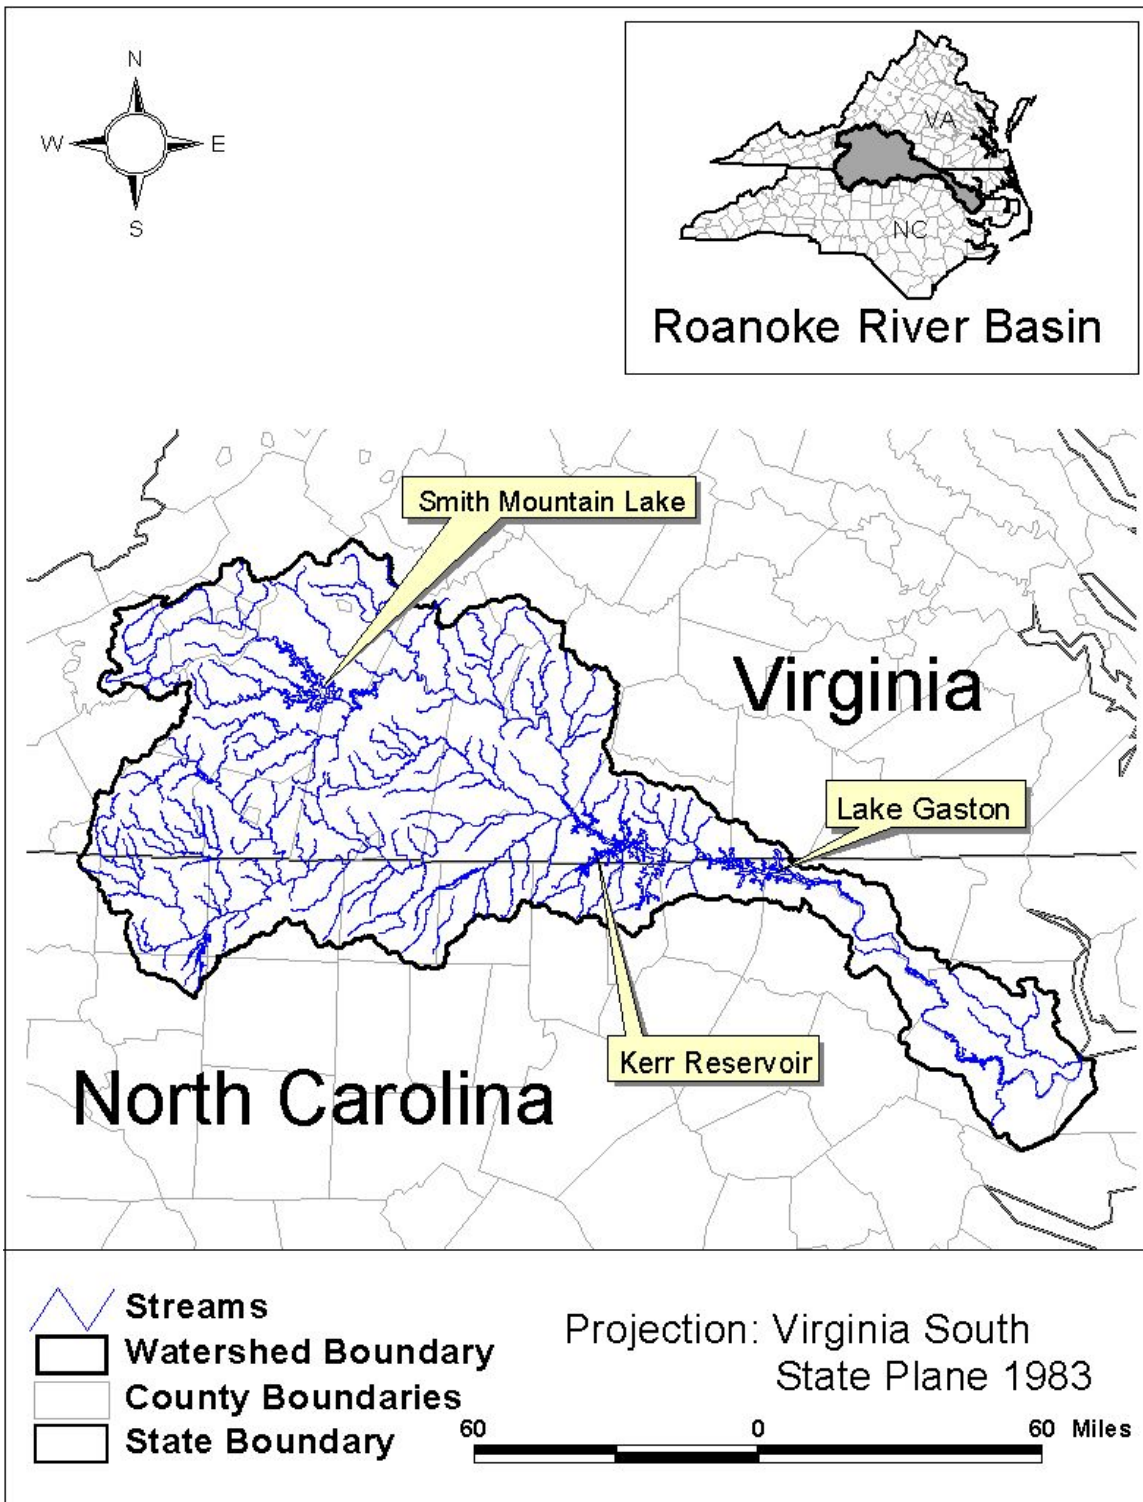 N
W
E
S
VA
NC
Roanoke River Basin
Smith Mountain Lake
Virginia
Lake Gaston
Kerr Reservoir
North Carolina
Streams
Watershed Boundary
County Boundaries
State Boundary
Projection: Virginia South
State Plane 1983
60 0 60 Miles